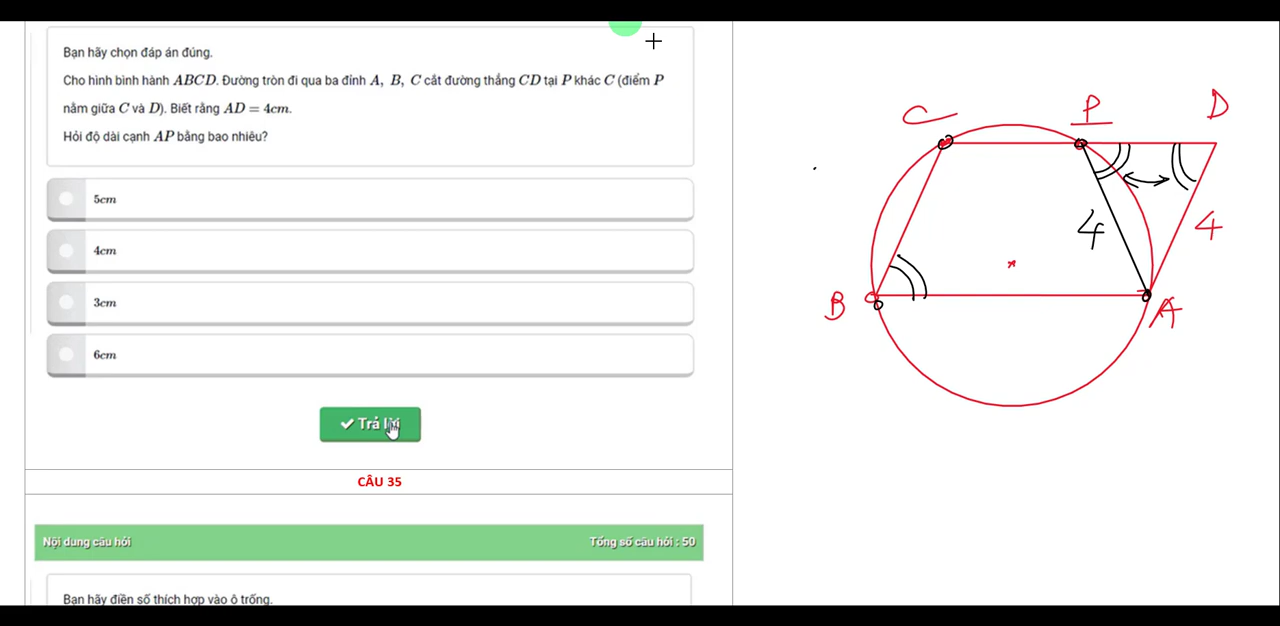 Bạn hãy chọn đáp án đúng.
Cho hình bình hành ABCD. Đường tròn đi qua ba đỉnh A, B, C cắt đường thẳng CD tại P khác C (điểm P
nằm giữa C và D). Biết rằng AD = 4cm.
Hỏi độ dài cạnh AP bằng bao nhiêu?
5cm
4cm
3cm
6cm
✓ Trả lời
CÂU 35
Nội dung câu hỏi
Tổng số câu hỏi : 50
Bạn hãy điền số thích hợp vào ô trống.
C
P
D
4
4
B
A